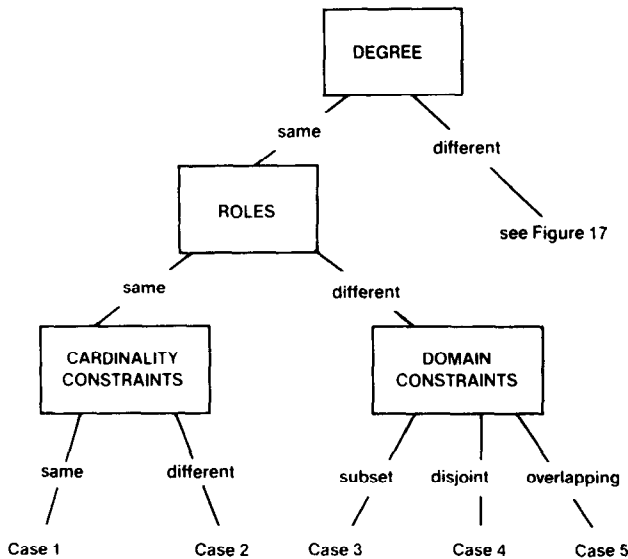 DEGREE
same
different
ROLES
see Figure 17
same
different
CARDINALITY
CONSTRAINTS
DOMAIN
CONSTRAINTS
same
different
subset
disjoint
overlapping
Case 1
Case 2
Case 3
Case 4
Case 5